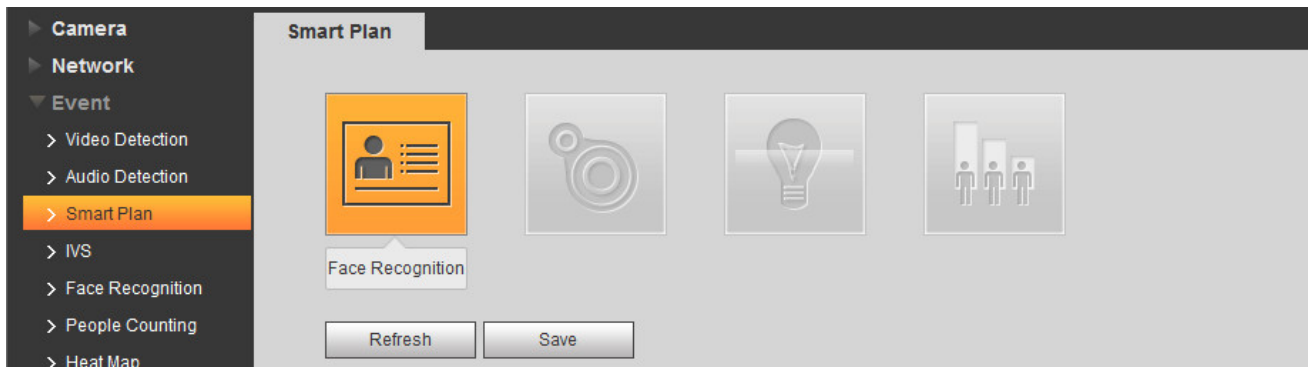 Camera
Network
Event
Video Detection
Audio Detection
Smart Plan
IVS
Face Recognition
People Counting
Heat Map
Smart Plan
Face Recognition
Refresh
Save